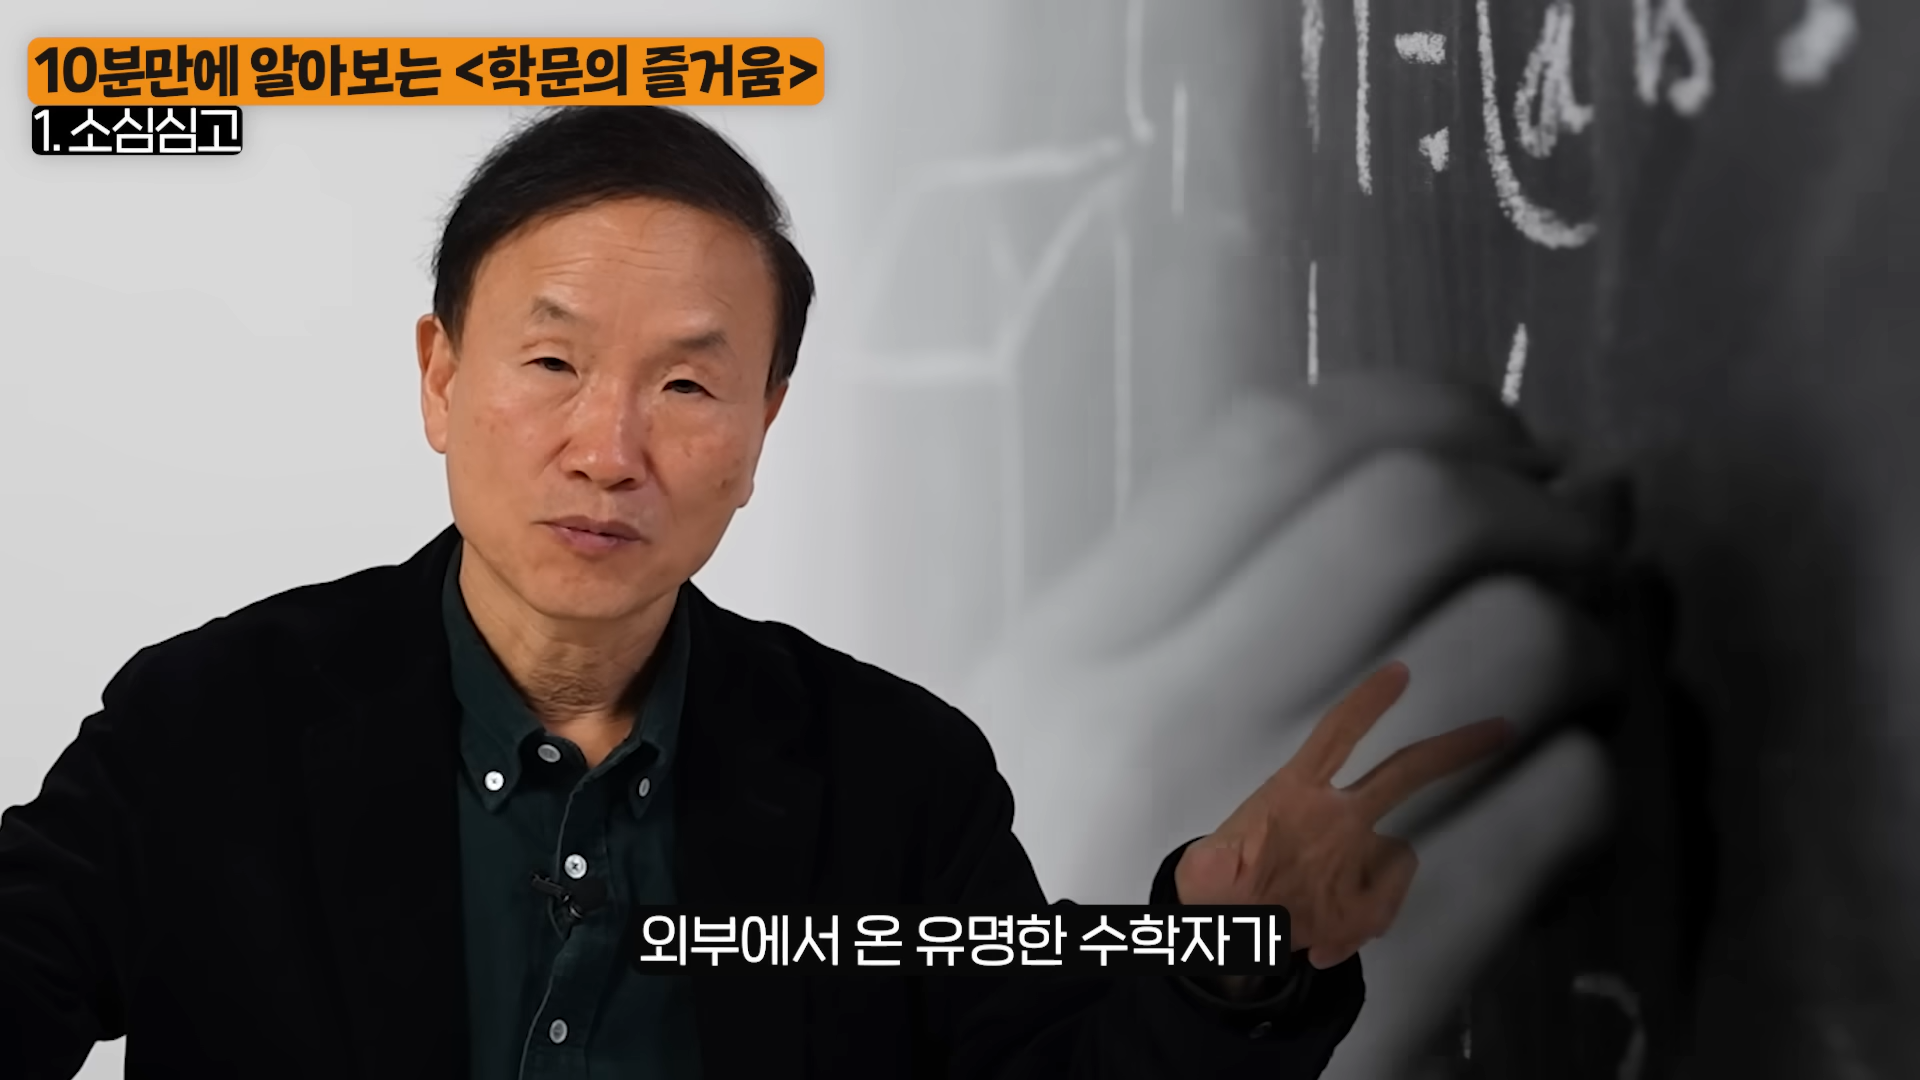 10분만에 알아보는 <학문의 즐거움>
1. 소심심고
외부에서 온 유명한 수학자가